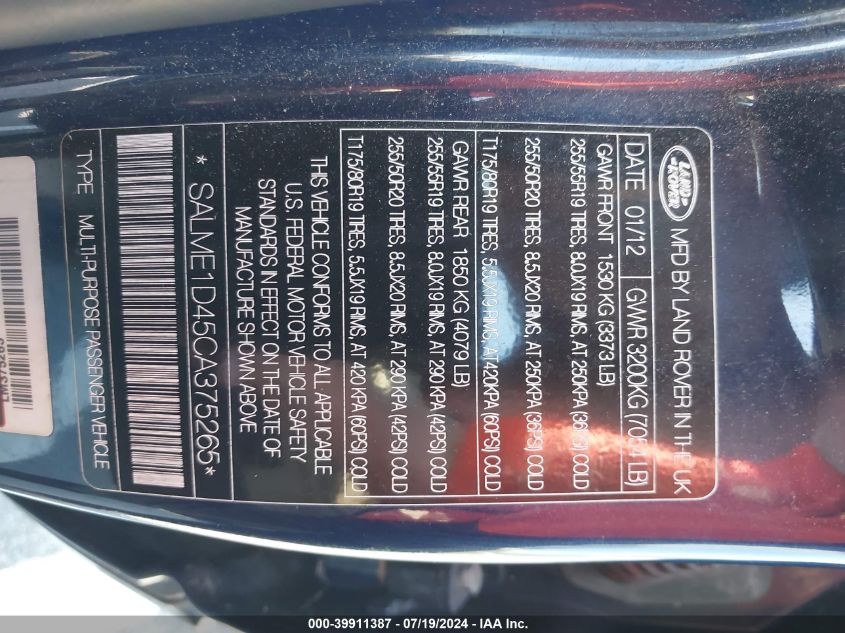 LAND ROVER
MFD BY LAND ROVER IN THE UK
DATE 01/12 GVWR 3200KG (7054 LB)
GAWR FRONT 1530 KG (3373 LB)
255/55R19 TIRES, 8.0JX19 RIMS, AT 250KPA (36PSI) COLD
255/50R20 TIRES, 8.5JX20 RIMS, AT 250KPA (36PSI) COLD
T175/80R19 TIRES, 5.5JX19 RIMS, AT 420KPA (60PSI) COLD
GAWR REAR 1850 KG (4079 LB)
255/55R19 TIRES, 8.0JX19 RIMS, AT 290 KPA (42PSI) COLD
255/50R20 TIRES, 8.5JX20 RIMS, AT 290 KPA (42PSI) COLD
T175/80R19 TIRES, 5.5JX19 RIMS, AT 420 KPA (60PSI) COLD
THIS VEHICLE CONFORMS TO ALL APPLICABLE
U.S. FEDERAL MOTOR VEHICLE SAFETY
STANDARDS IN EFFECT ON THE DATE OF
MANUFACTURE SHOWN ABOVE
* SALME1D45CA375265 *
TYPE MULTI-PURPOSE PASSENGER VEHICLE
000-39911387 - 07/19/2024 - IAA Inc.